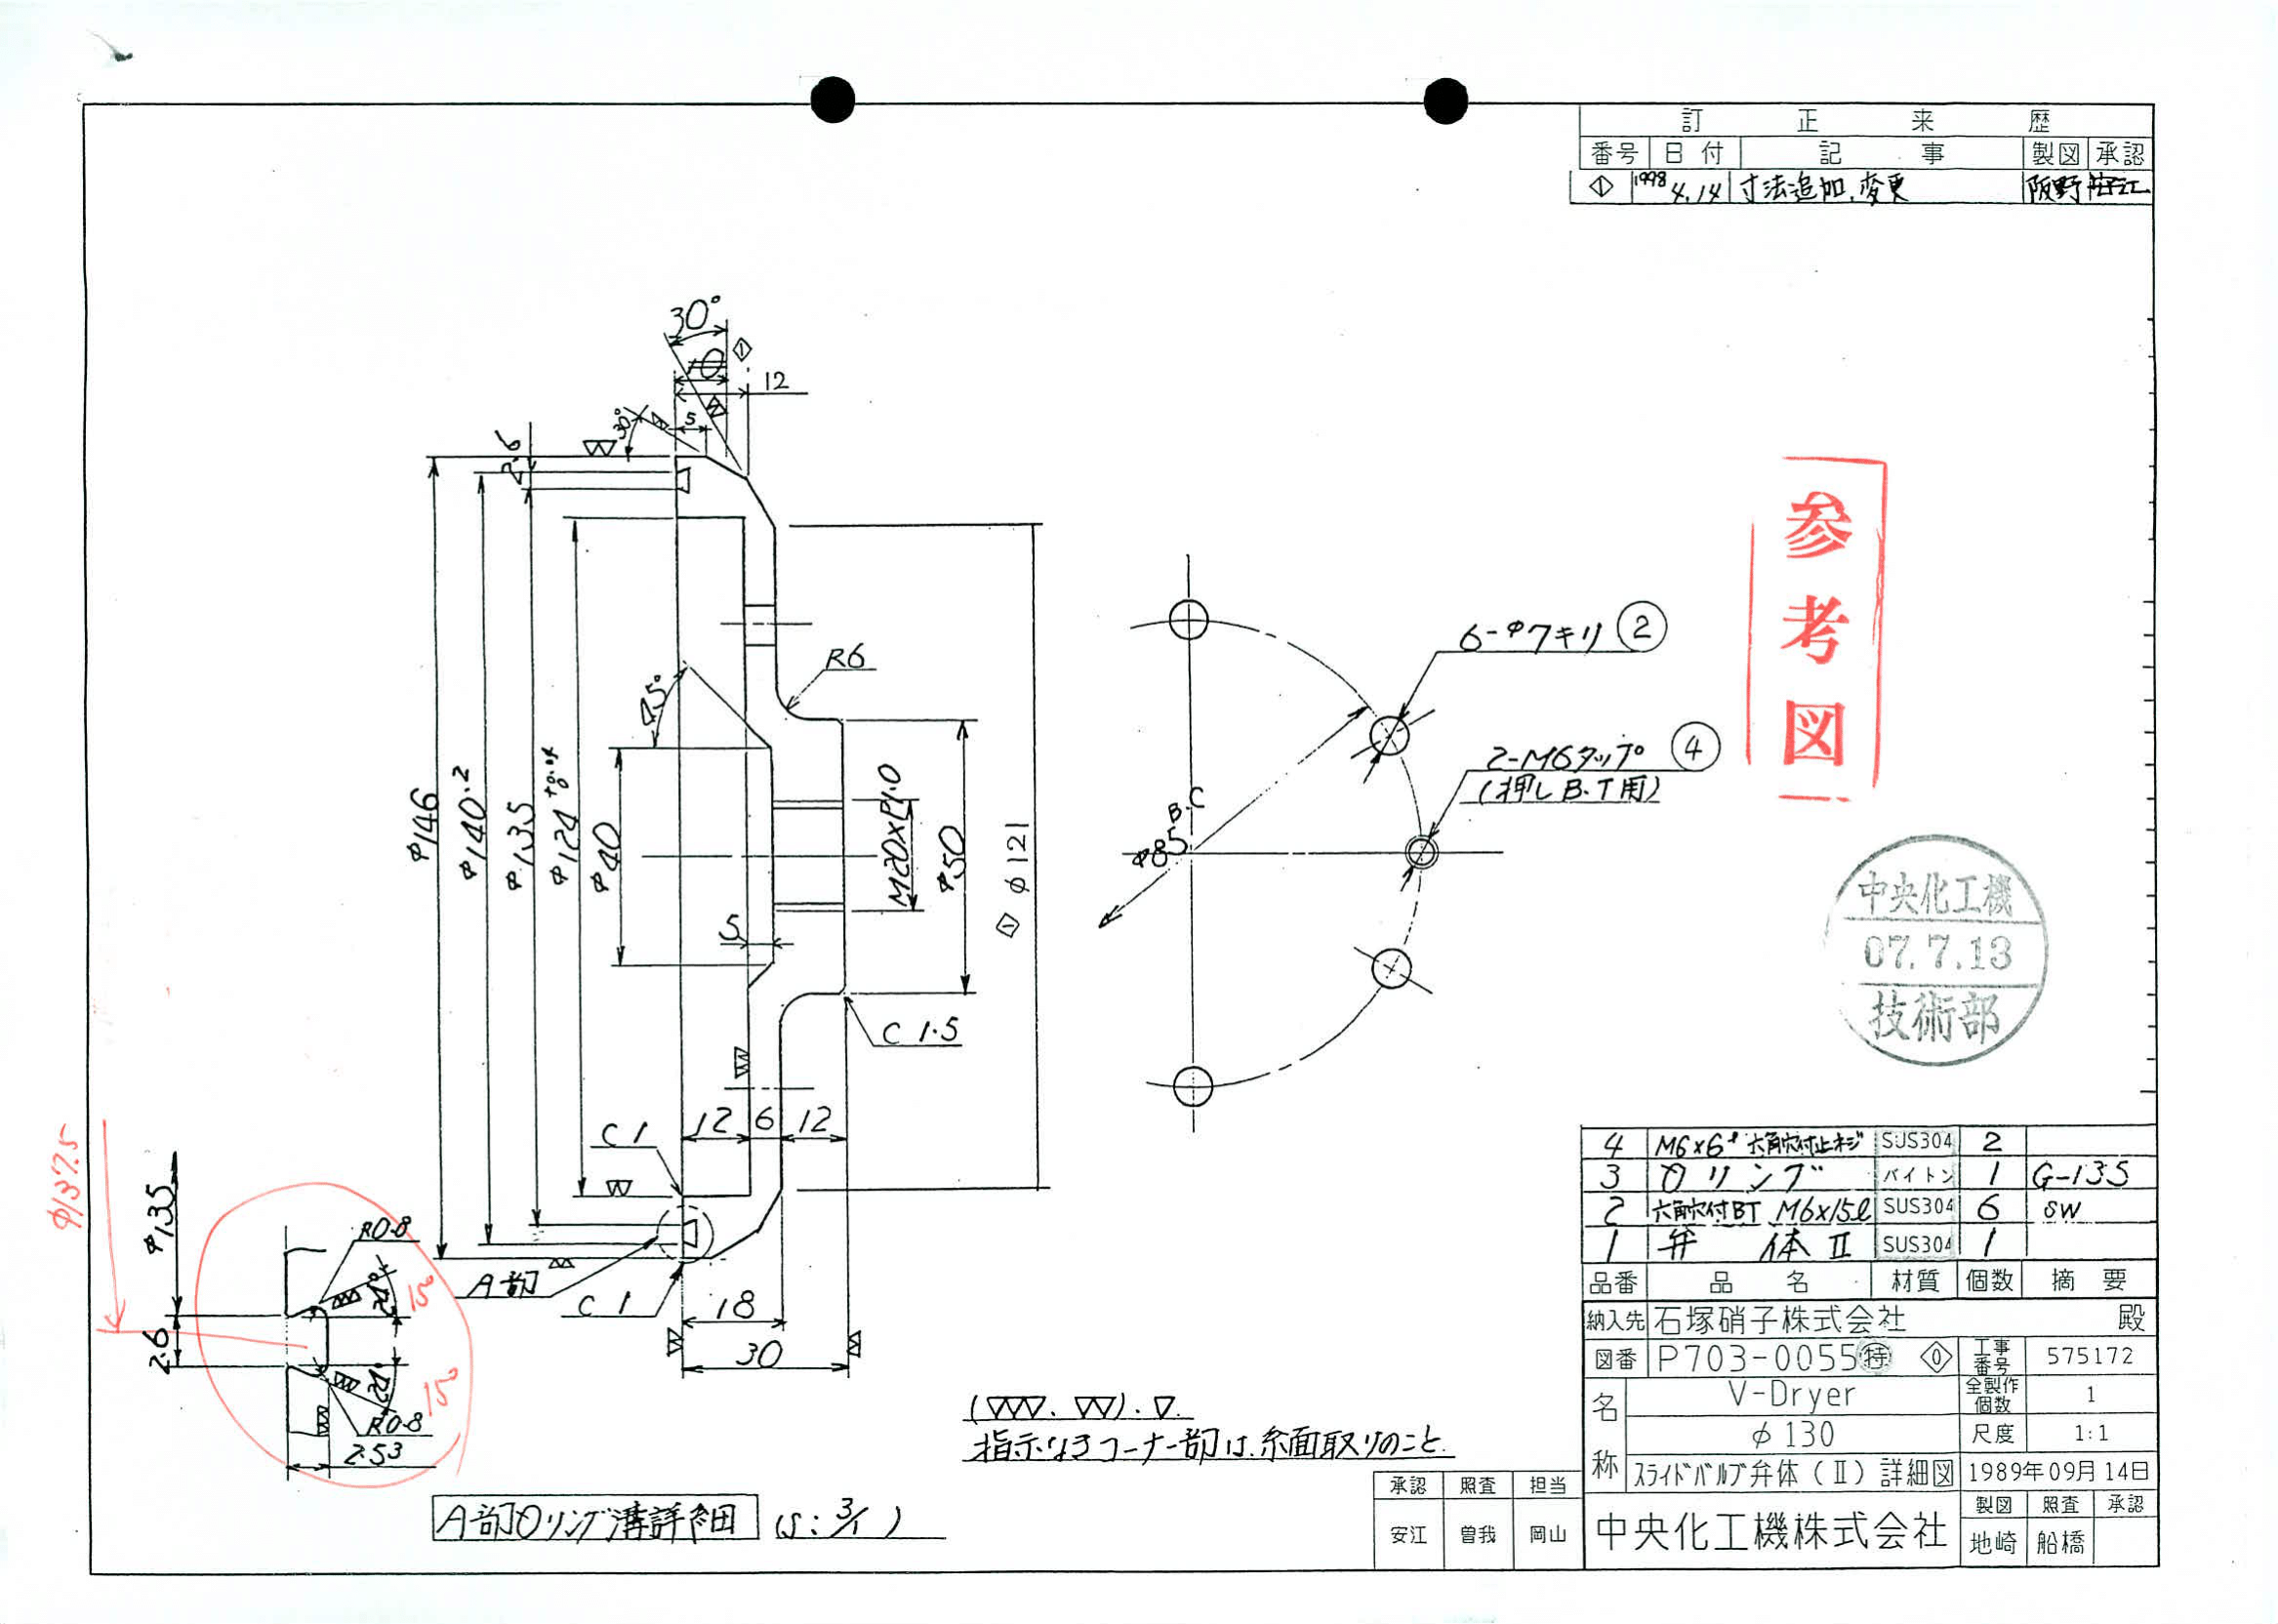 訂正来歴
番号 日付 記事 製図 承認
1 1998 4.14 寸法追加,変更 阪野
30°
10 1
12
5
30°
2.6
R6
45°
φ146
φ140.2
φ135
φ124
φ40
M20×P1.0
φ50
1 φ121
5
C 1.5
12 6 12
C 1
A部
C 1
18
30
6-φ7キリ 2
2-M6タップ 4
(押しB.T用)
B.C
φ85
参考図
中央化工機
07.7.13
技術部
φ137.5
φ135
2.6
R0.8
15°
15°
R0.8
2.53
A部Oリング溝詳細 (S: 3/1)
(▽▽▽. ▽▽). ▽.
指示なきコーナー部は.糸面取りのこと.
4 M6×6ℓ 六角穴付止ネジ SUS304 2
3 Oリング バイトン 1 G-135
2 六角穴付BT M6×15ℓ SUS304 6 SW
1 弁体Ⅱ SUS304 1
品番 品名 材質 個数 摘要
納入先 石塚硝子株式会社 殿
図番 P703-0055 特 0 工事番号 575172
名称 V-Dryer 全製作個数 1
φ130 尺度 1:1
スライドバルブ弁体(Ⅱ)詳細図 1989年09月14日
承認 照査 担当
安江 曽我 岡山
中央化工機株式会社
製図 照査 承認
地崎 船橋